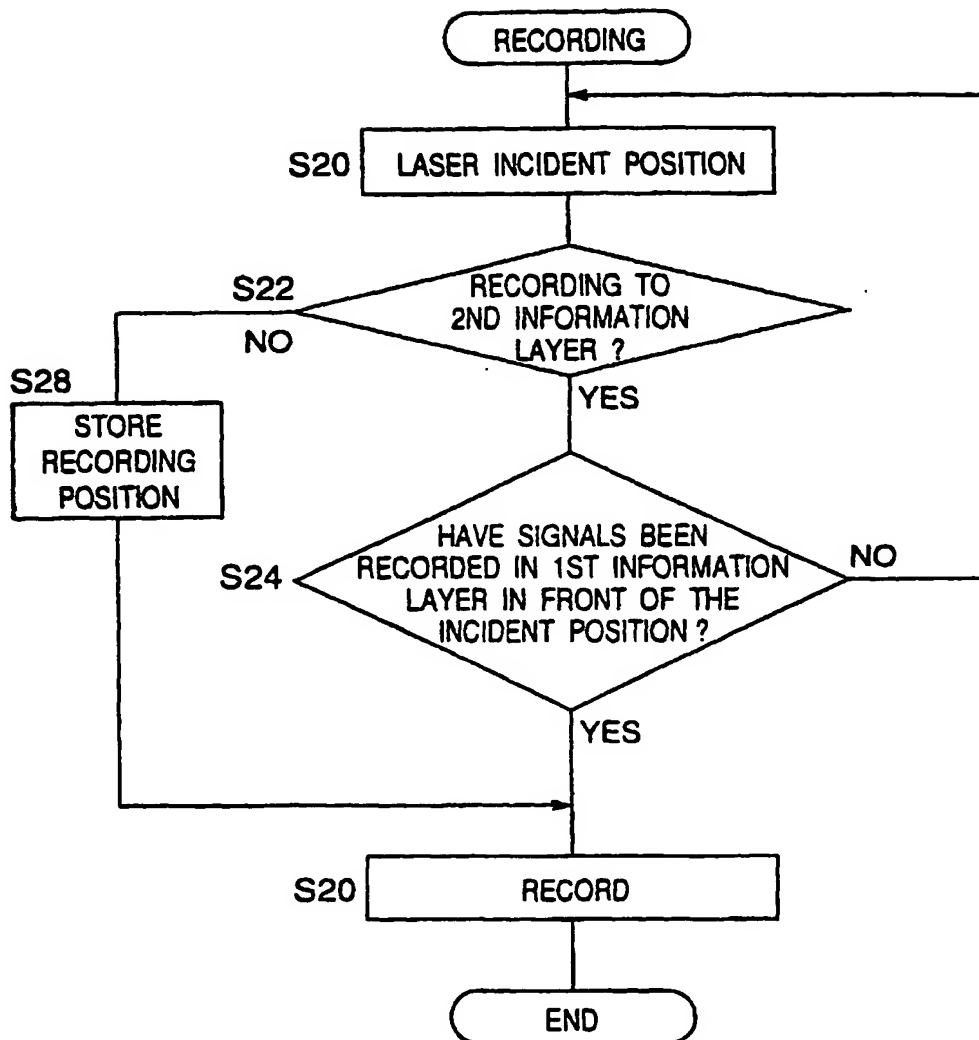 RECORDING
S20
LASER INCIDENT POSITION
S22
RECORDING TO
2ND INFORMATION
LAYER ?
NO
YES
S28
STORE
RECORDING
POSITION
S24
HAVE SIGNALS BEEN
RECORDED IN 1ST INFORMATION
LAYER IN FRONT OF THE
INCIDENT POSITION ?
NO
YES
S20
RECORD
END